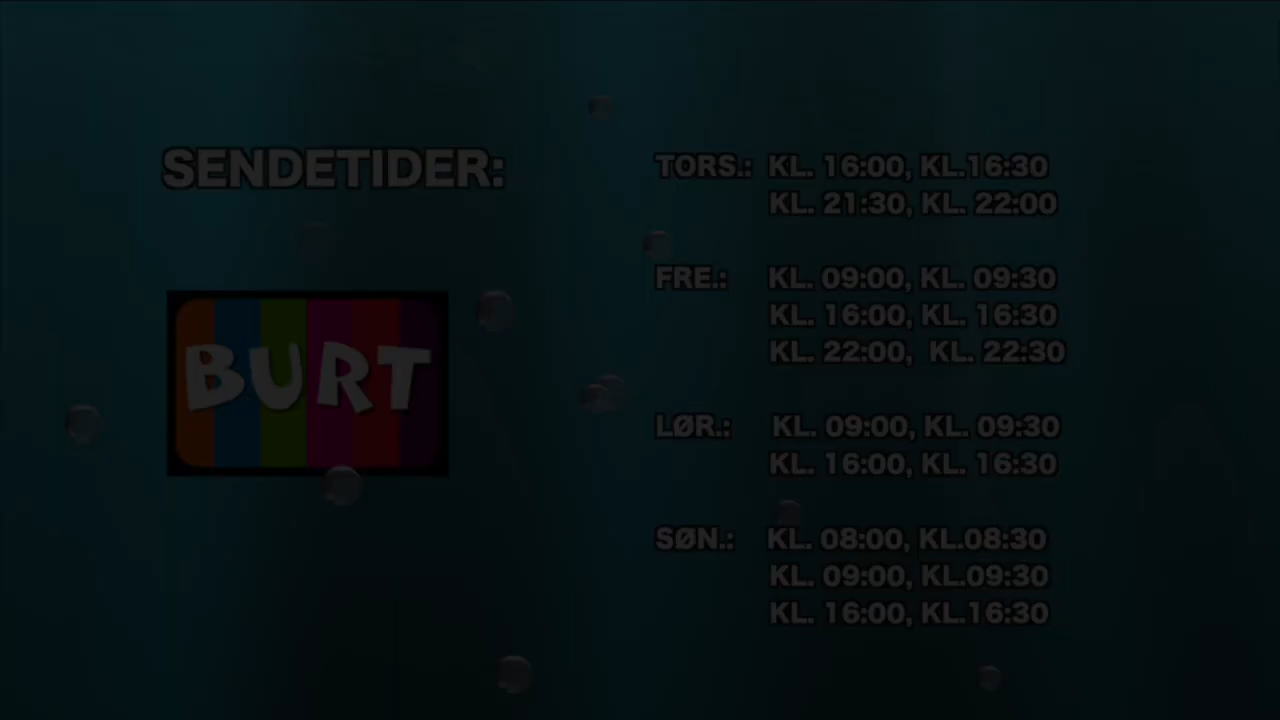 SENDETIDER:
BURT
TORS.: KL. 16:00, KL.16:30
KL. 21:30, KL. 22:00
FRE.: KL. 09:00, KL. 09:30
KL. 16:00, KL. 16:30
KL. 22:00, KL. 22:30
LØR.: KL. 09:00, KL. 09:30
KL. 16:00, KL. 16:30
SØN.: KL. 08:00, KL.08:30
KL. 09:00, KL.09:30
KL. 16:00, KL.16:30